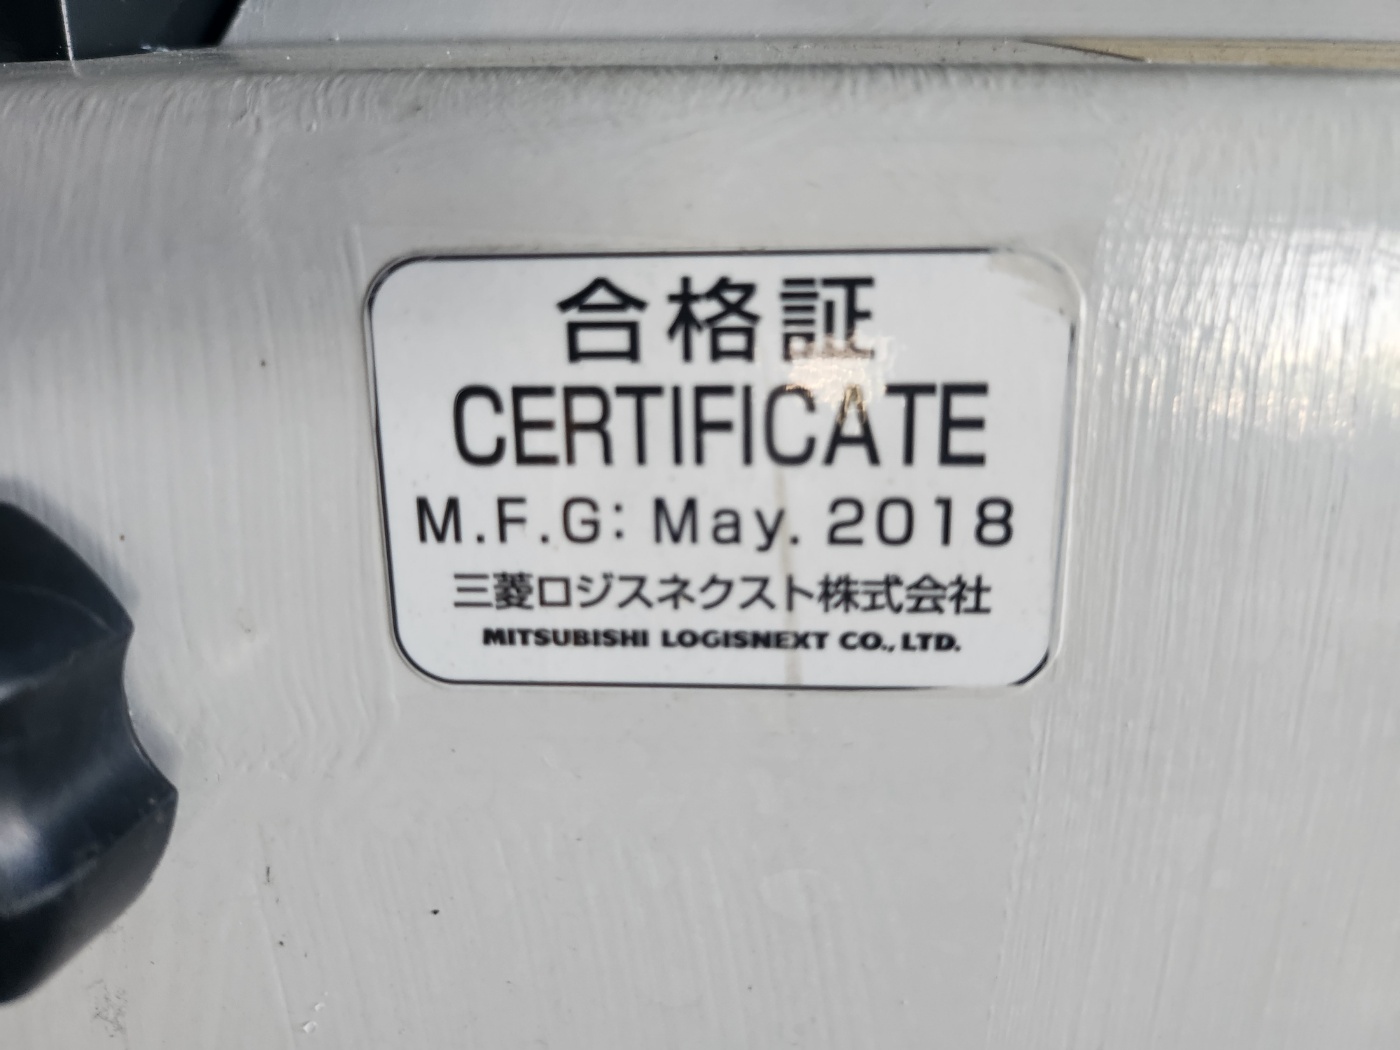 合格証
CERTIFICATE
M.F.G: May. 2018
三菱ロジスネクスト株式会社
MITSUBISHI LOGISNEXT CO., LTD.